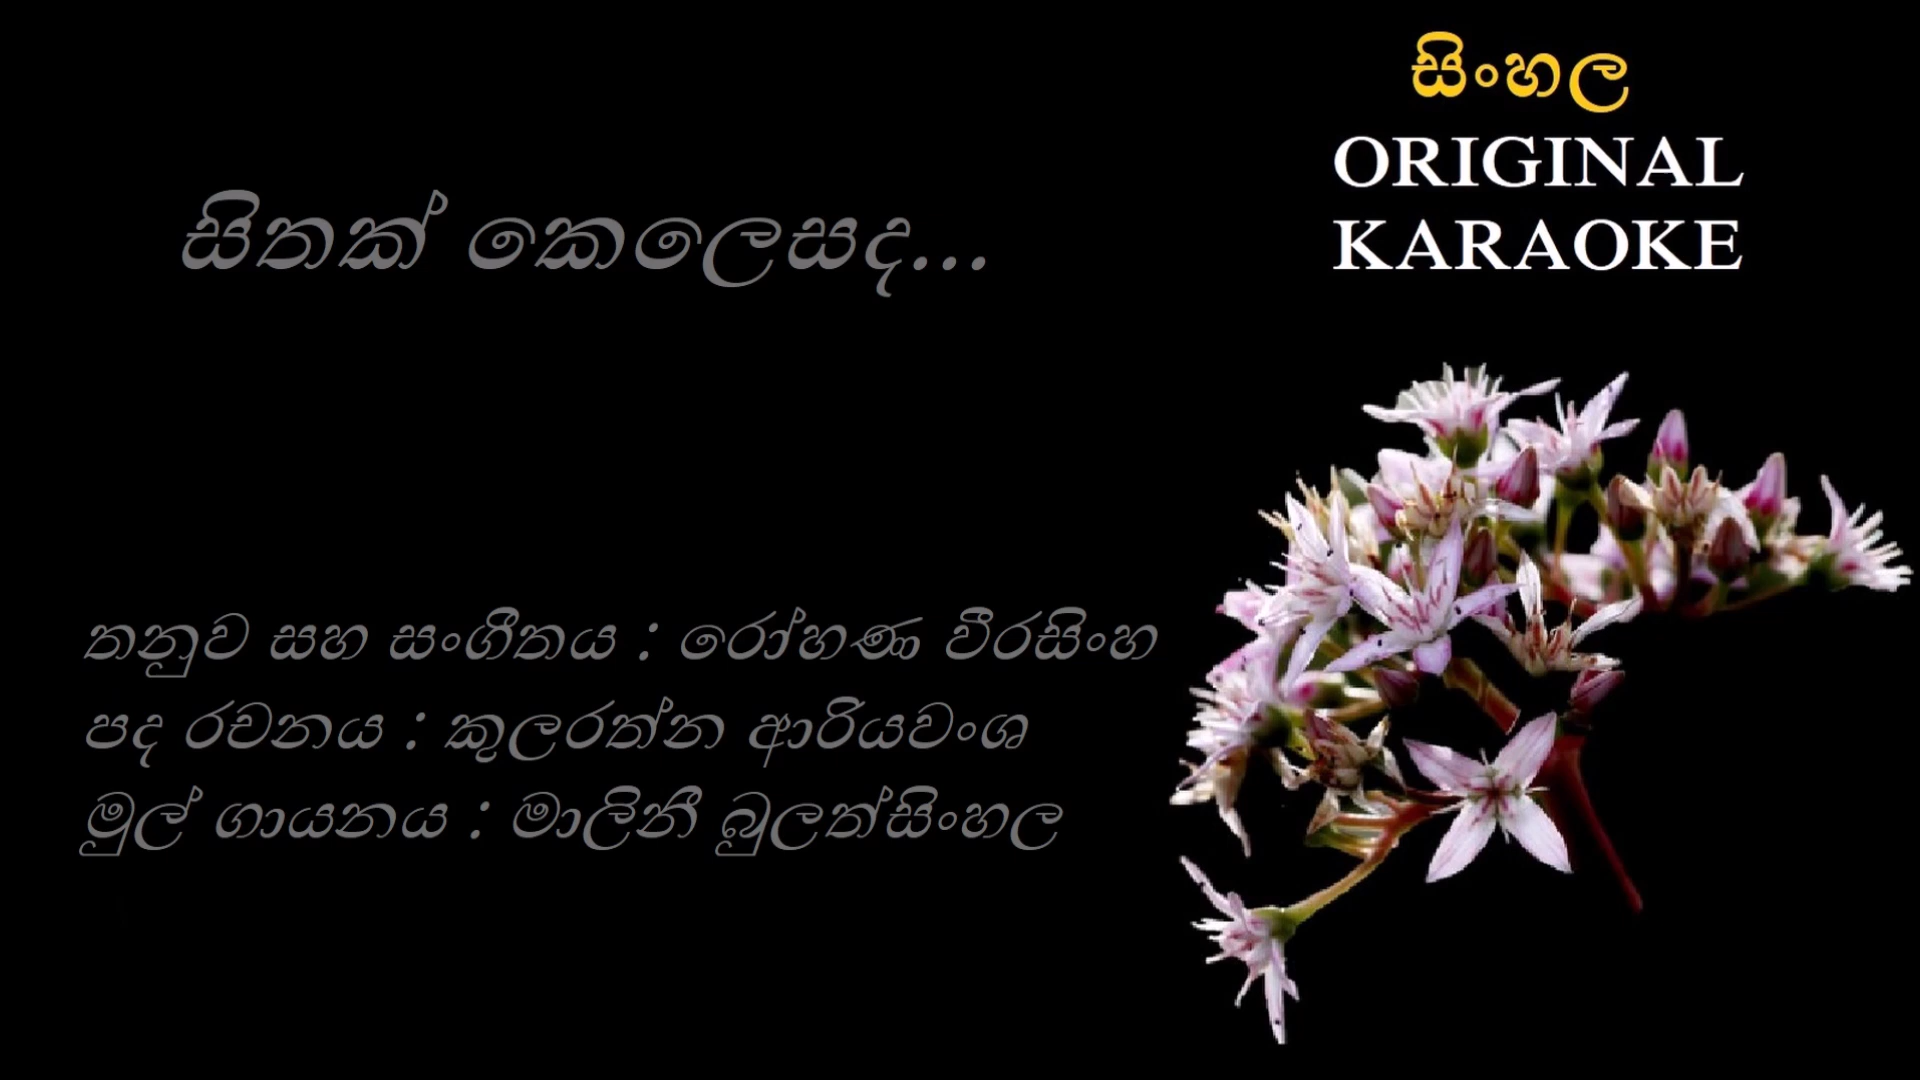 සිංහල
ORIGINAL
KARAOKE
සිතක් කෙලෙසද...
තනුව සහ සංගීතය : රෝහණ වීරසිංහ
පද රචනය : කුලරත්න ආරියවංශ
මුල් ගායනය : මාලිනී බුලත්සිංහල